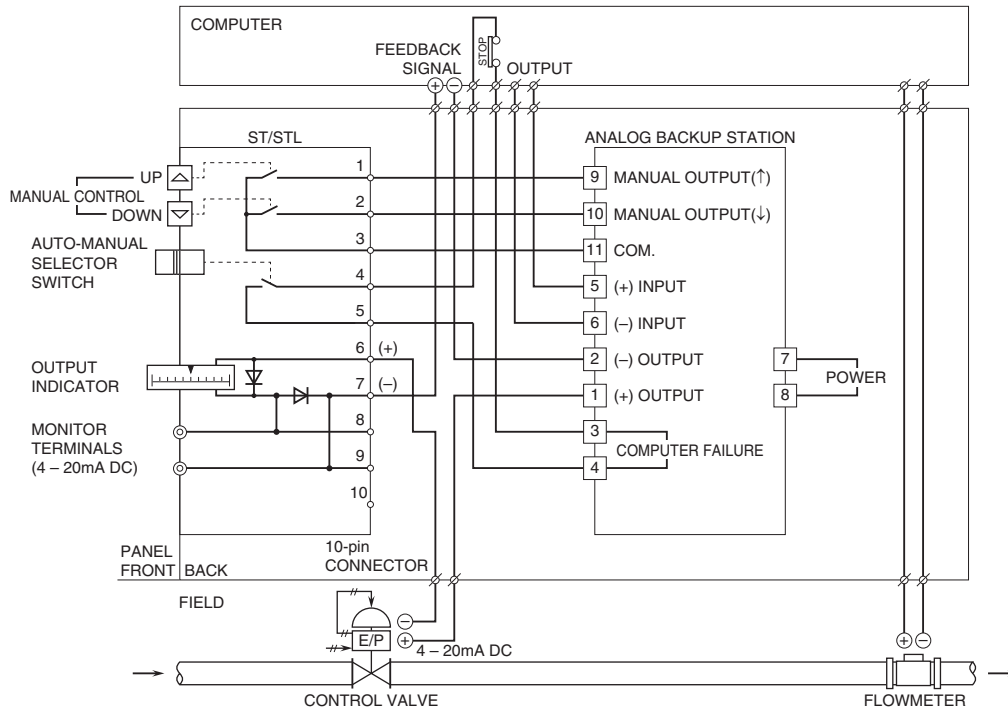 COMPUTER
FEEDBACK
SIGNAL
STOP
OUTPUT
+
–
ST/STL
ANALOG BACKUP STATION
UP
MANUAL CONTROL
DOWN
AUTO-MANUAL
SELECTOR
SWITCH
OUTPUT
INDICATOR
MONITOR
TERMINALS
(4 – 20mA DC)
1
2
3
4
5
6 (+)
7 (–)
8
9
10
9 MANUAL OUTPUT(↑)
10 MANUAL OUTPUT(↓)
11 COM.
5 (+) INPUT
6 (–) INPUT
2 (–) OUTPUT
1 (+) OUTPUT
3
4
COMPUTER FAILURE
7
8
POWER
10-pin
CONNECTOR
PANEL
FRONT BACK
FIELD
E/P
–
+
4 – 20mA DC
+
–
CONTROL VALVE
FLOWMETER